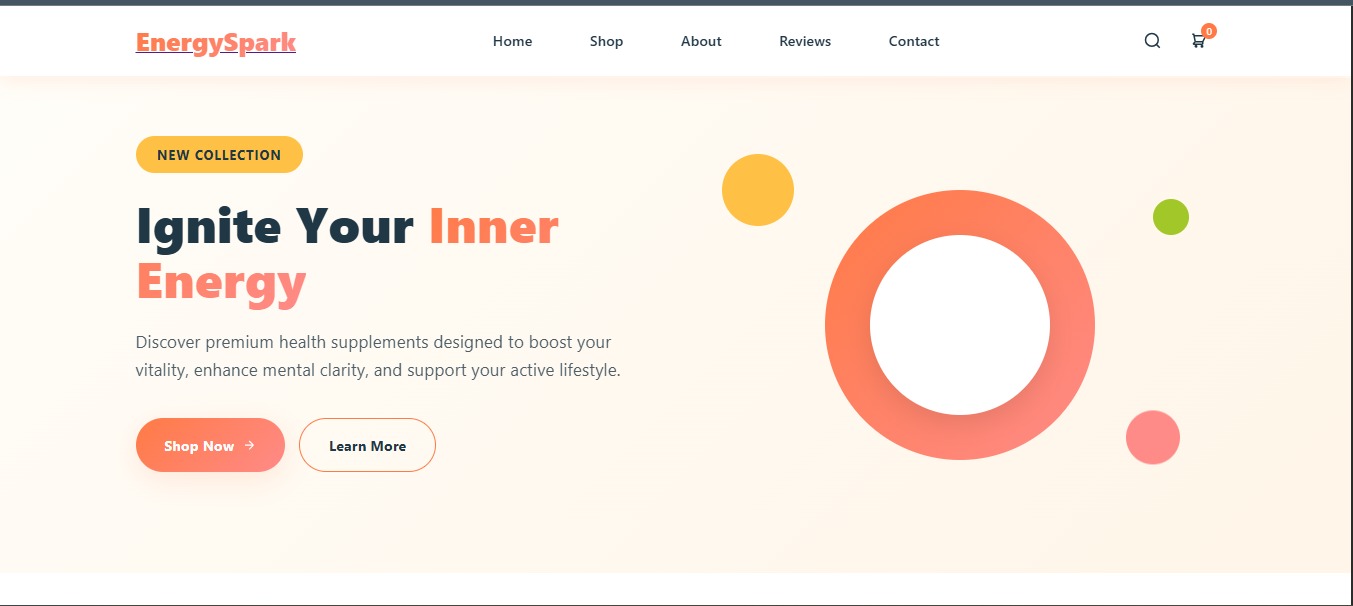 EnergySpark
Home
Shop
About
Reviews
Contact
0
NEW COLLECTION
Ignite Your Inner
Energy
Discover premium health supplements designed to boost your
vitality, enhance mental clarity, and support your active lifestyle.
Shop Now →
Learn More